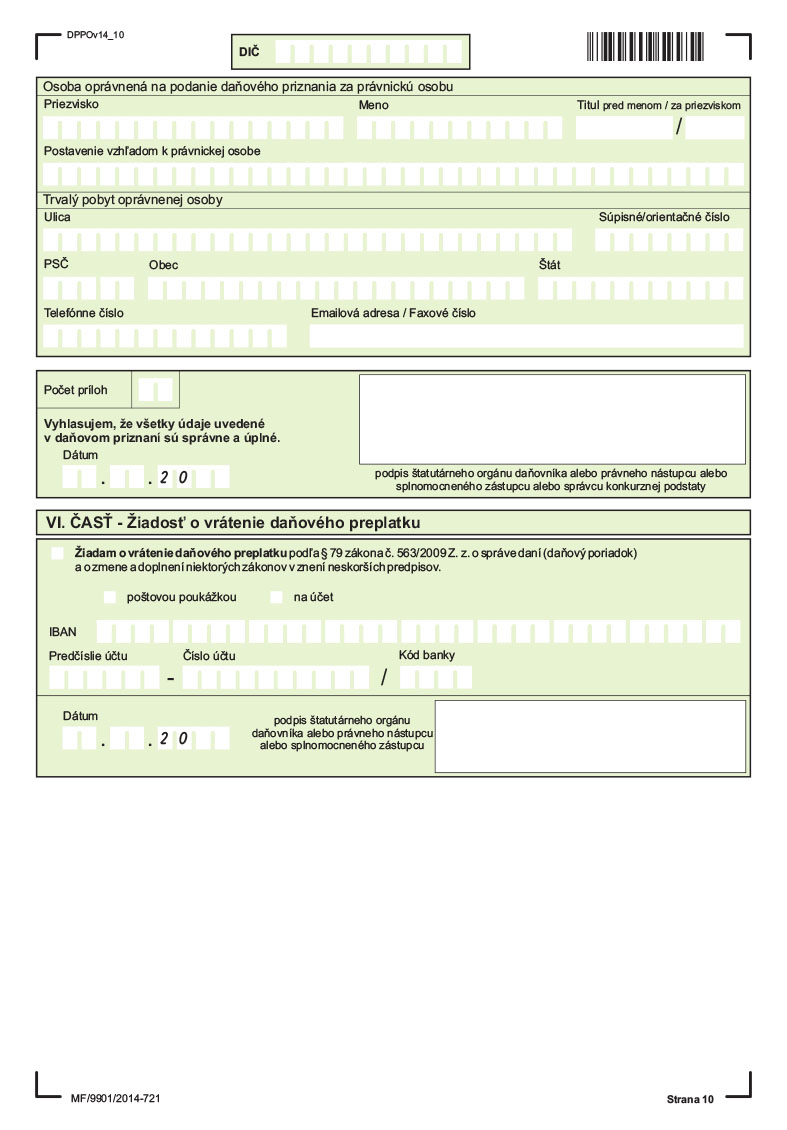 DPPOv14_10
DIČ
Osoba oprávnená na podanie daňového priznania za právnickú osobu
Priezvisko Meno Titul pred menom / za priezviskom
/
Postavenie vzhľadom k právnickej osobe
Trvalý pobyt oprávnenej osoby
Ulica Súpisné/orientačné číslo
PSČ Obec Štát
Telefónne číslo Emailová adresa / Faxové číslo
Počet príloh
Vyhlasujem, že všetky údaje uvedené
v daňovom priznaní sú správne a úplné.
Dátum
. . 2 0
podpis štatutárneho orgánu daňovníka alebo právneho nástupcu alebo
splnomocneného zástupcu alebo správcu konkurznej podstaty
VI. ČASŤ - Žiadosť o vrátenie daňového preplatku
Žiadam o vrátenie daňového preplatku podľa § 79 zákona č. 563/2009 Z. z. o správe daní (daňový poriadok)
a o zmene a doplnení niektorých zákonov v znení neskorších predpisov.
poštovou poukážkou na účet
IBAN
Predčíslie účtu Číslo účtu Kód banky
- /
Dátum
. . 2 0
podpis štatutárneho orgánu
daňovníka alebo právneho nástupcu
alebo splnomocneného zástupcu
MF/9901/2014-721 Strana 10